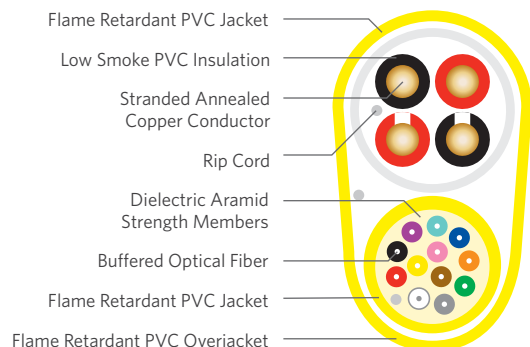 Flame Retardant PVC Jacket
Low Smoke PVC Insulation
Stranded Annealed
Copper Conductor
Rip Cord
Dielectric Aramid
Strength Members
Buffered Optical Fiber
Flame Retardant PVC Jacket
Flame Retardant PVC Overjacket